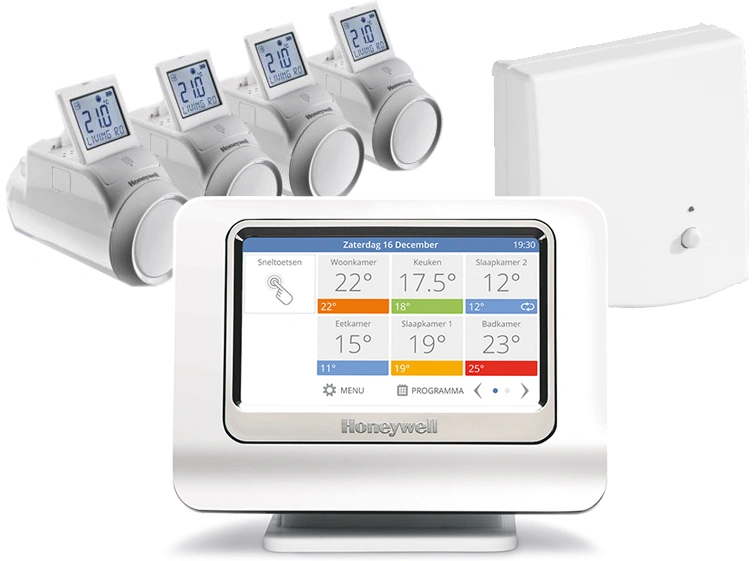 21.0°
LIVING RO
Honeywell
21.0°
LIVING RO
Honeywell
21.0°
LIVING RO
Honeywell
21.0°
LIVING RO
Honeywell
Zaterdag 16 December 19:30
Sneltoetsen Woonkamer Keuken Slaapkamer 2
22° 17.5° 12°
22° 18° 12°
Eetkamer Slaapkamer 1 Badkamer
15° 19° 23°
11° 19° 25°
MENU PROGRAMMA
Honeywell